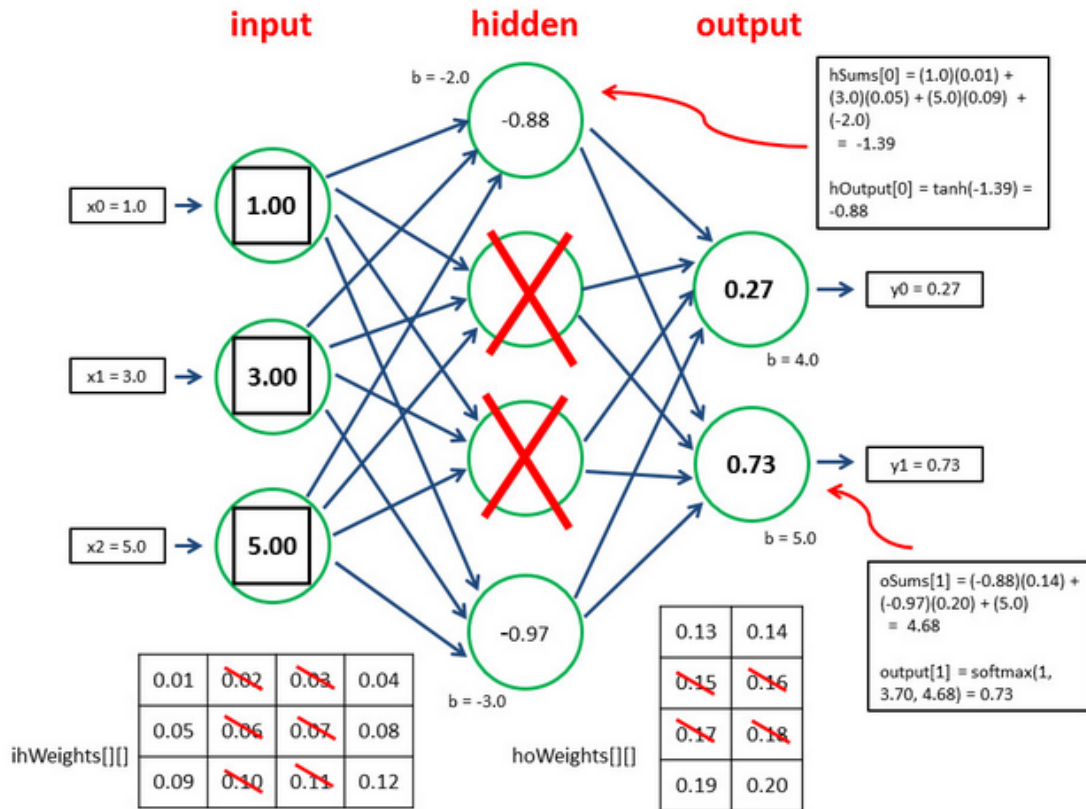 input hidden output
b = -2.0
-0.88
hSums[0] = (1.0)(0.01) +
(3.0)(0.05) + (5.0)(0.09) +
(-2.0)
= -1.39
hOutput[0] = tanh(-1.39) =
-0.88
x0 = 1.0
1.00
0.27
y0 = 0.27
b = 4.0
x1 = 3.0
3.00
0.73
y1 = 0.73
b = 5.0
x2 = 5.0
5.00
-0.97
b = -3.0
oSums[1] = (-0.88)(0.14) +
(-0.97)(0.20) + (5.0)
= 4.68
output[1] = softmax(1,
3.70, 4.68) = 0.73
ihWeights[][]
0.01 0.02 0.03 0.04
0.05 0.06 0.07 0.08
0.09 0.10 0.11 0.12
hoWeights[][]
0.13 0.14
0.15 0.16
0.17 0.18
0.19 0.20